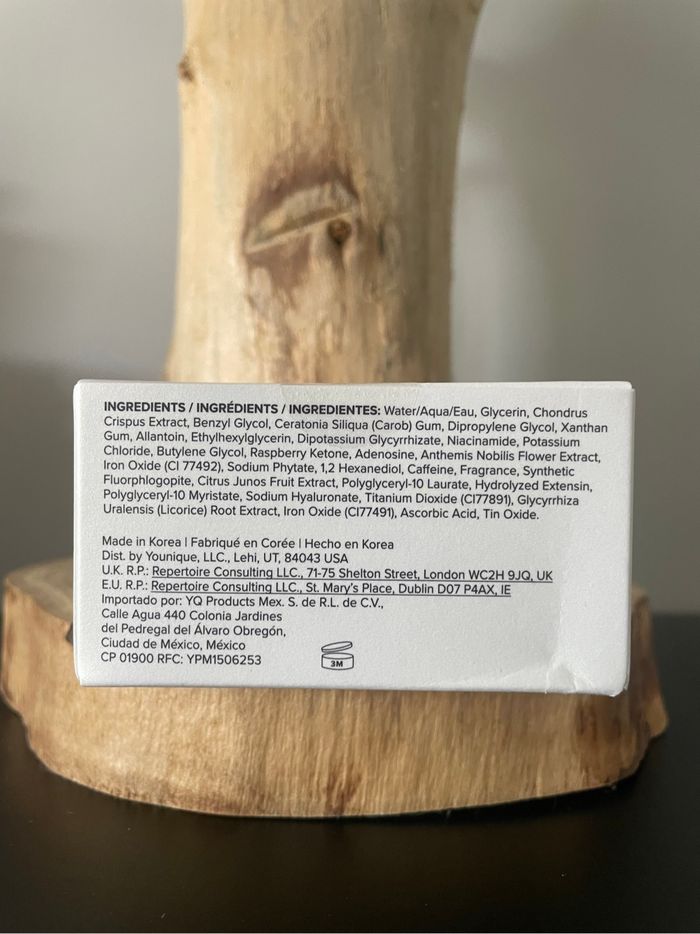 INGREDIENTS / INGRÉDIENTS / INGREDIENTES: Water/Aqua/Eau, Glycerin, Chondrus
Crispus Extract, Benzyl Glycol, Ceratonia Siliqua (Carob) Gum, Dipropylene Glycol, Xanthan
Gum, Allantoin, Ethylhexylglycerin, Dipotassium Glycyrrhizate, Niacinamide, Potassium
Chloride, Butylene Glycol, Raspberry Ketone, Adenosine, Anthemis Nobilis Flower Extract,
Iron Oxide (CI 77492), Sodium Phytate, 1,2 Hexanediol, Caffeine, Fragrance, Synthetic
Fluorphlogopite, Citrus Junos Fruit Extract, Polyglyceryl-10 Laurate, Hydrolyzed Extensin,
Polyglyceryl-10 Myristate, Sodium Hyaluronate, Titanium Dioxide (CI77891), Glycyrrhiza
Uralensis (Licorice) Root Extract, Iron Oxide (CI77491), Ascorbic Acid, Tin Oxide.
Made in Korea | Fabriqué en Corée | Hecho en Korea
Dist. by Younique, LLC., Lehi, UT, 84043 USA
U.K. R.P.: Repertoire Consulting LLC., 71-75 Shelton Street, London WC2H 9JQ, UK
E.U. R.P.: Repertoire Consulting LLC., St. Mary's Place, Dublin D07 P4AX, IE
Importado por: YQ Products Mex. S. de R.L. de C.V.,
Calle Agua 440 Colonia Jardines
del Pedregal del Álvaro Obregón,
Ciudad de México, México
CP 01900 RFC: YPM1506253
3M